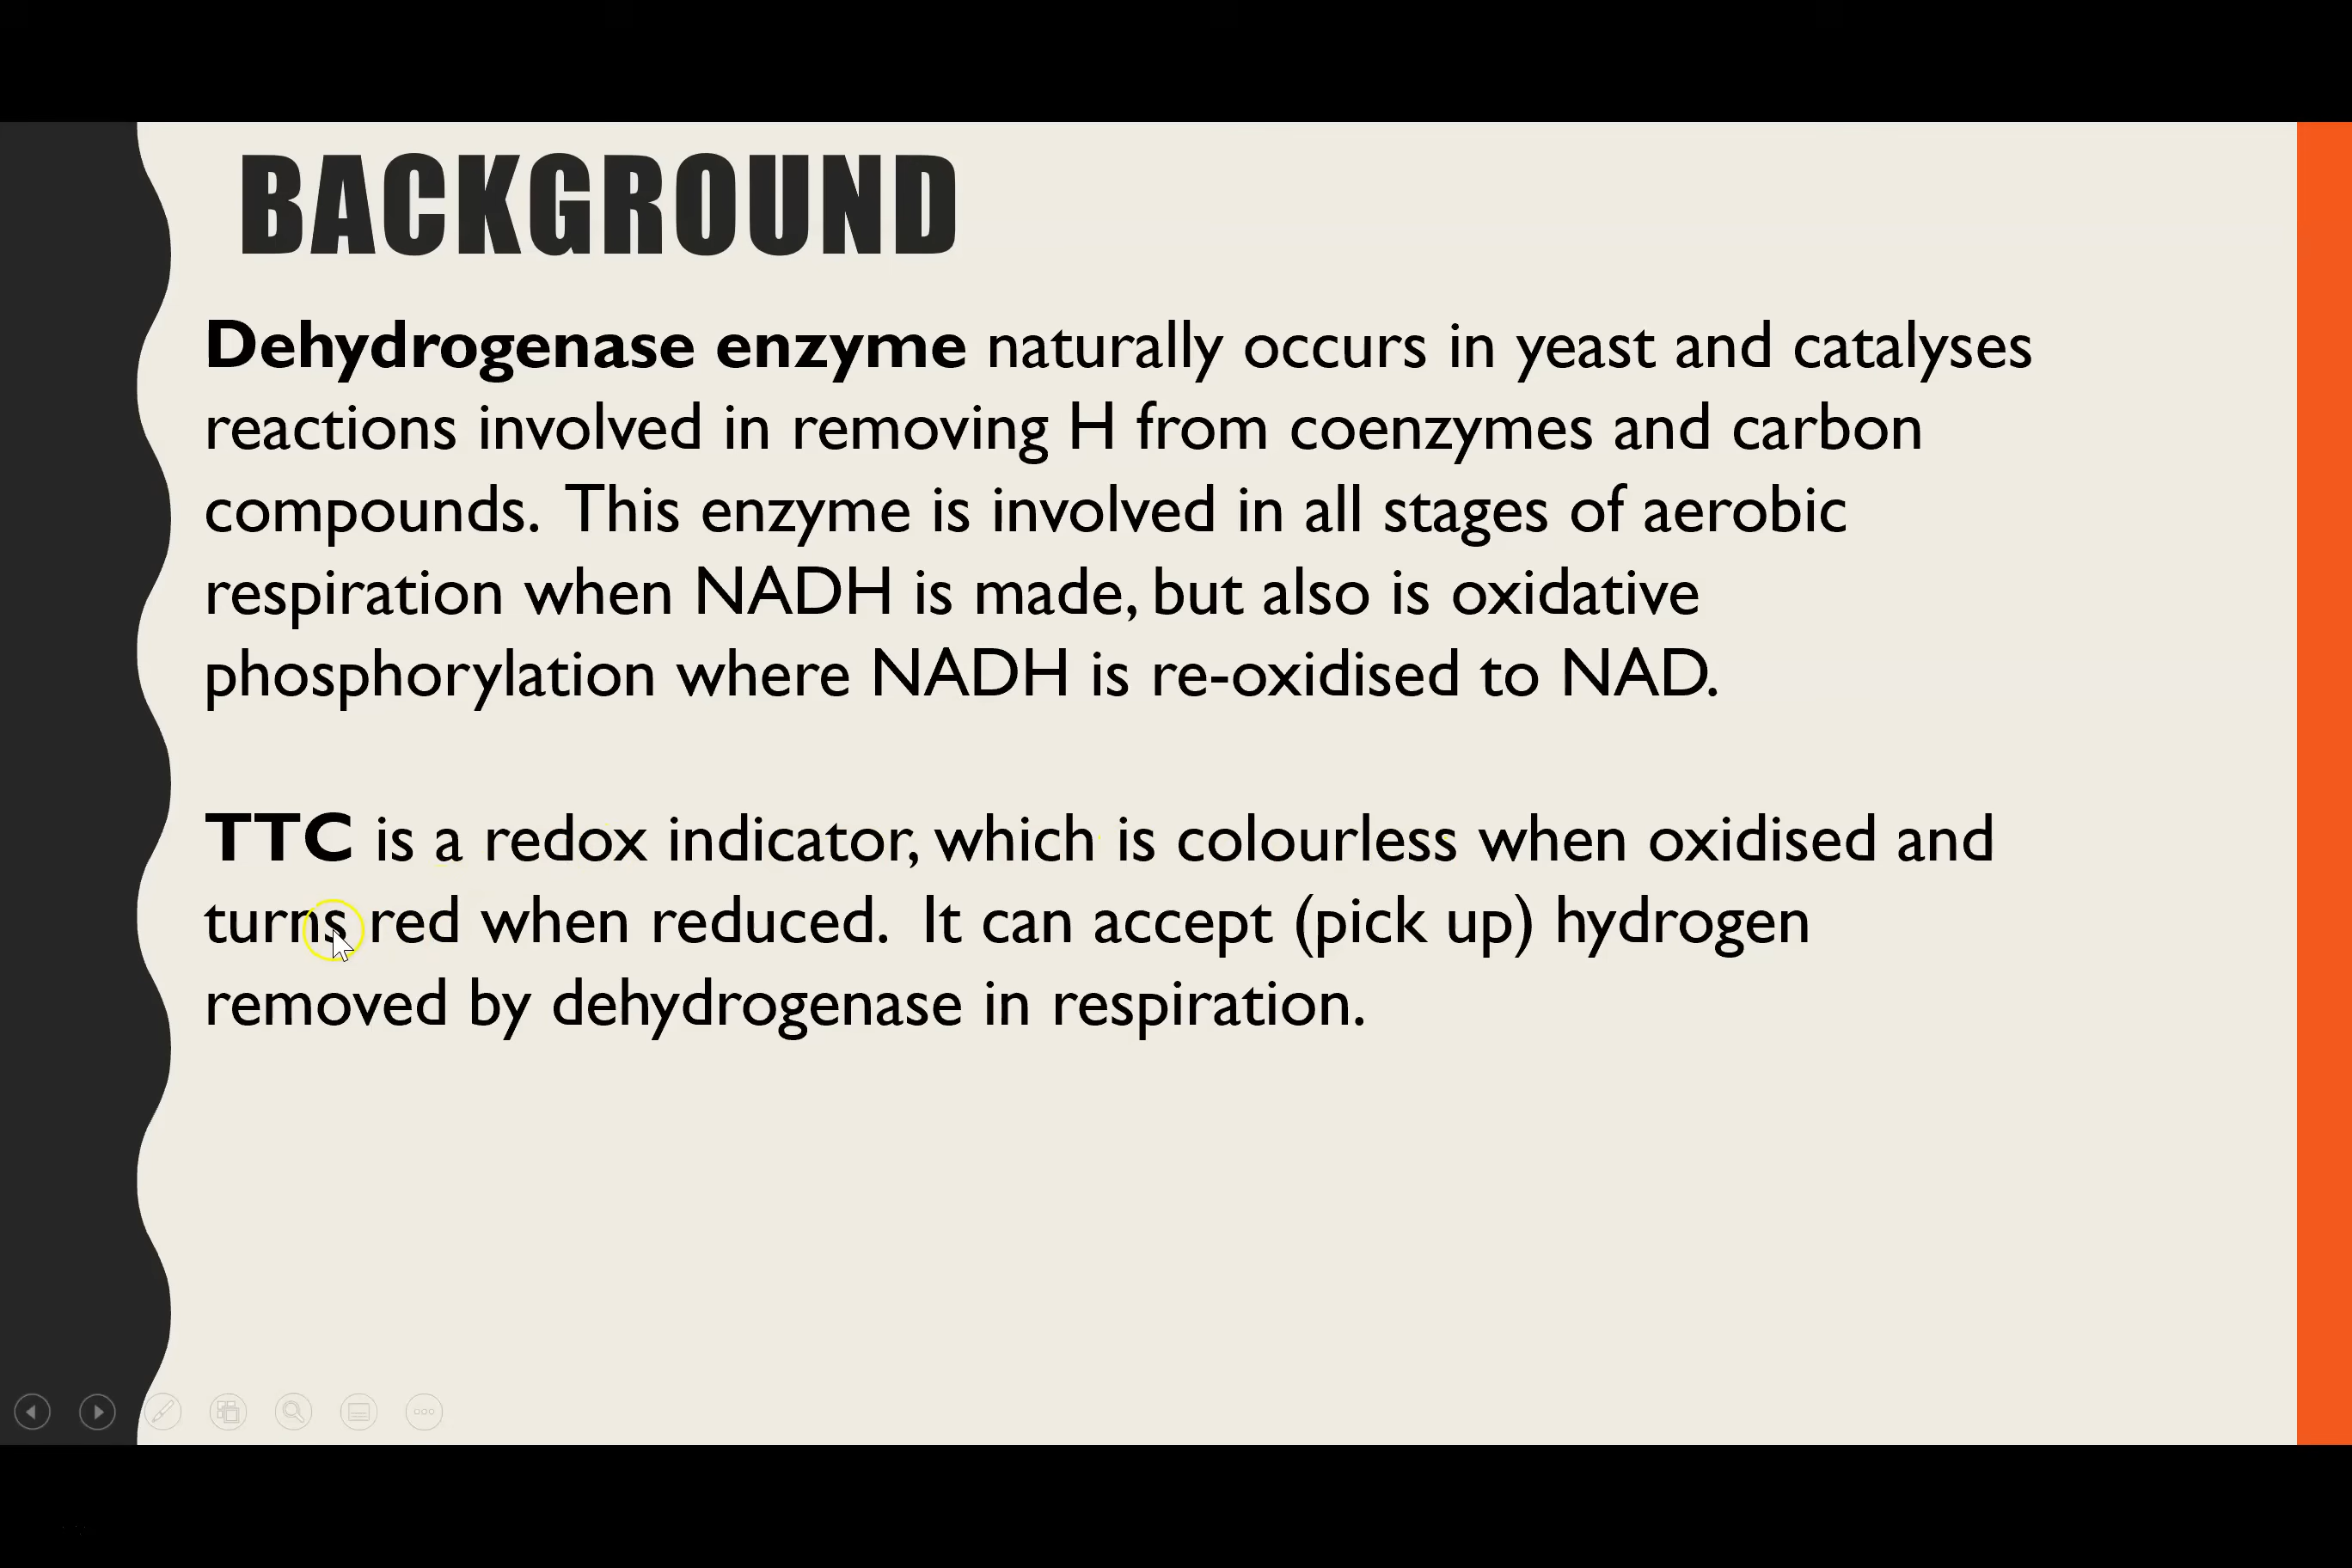 BACKGROUND
Dehydrogenase enzyme naturally occurs in yeast and catalyses
reactions involved in removing H from coenzymes and carbon
compounds. This enzyme is involved in all stages of aerobic
respiration when NADH is made, but also is oxidative
phosphorylation where NADH is re-oxidised to NAD.
TTC is a redox indicator, which is colourless when oxidised and
turns red when reduced. It can accept (pick up) hydrogen
removed by dehydrogenase in respiration.